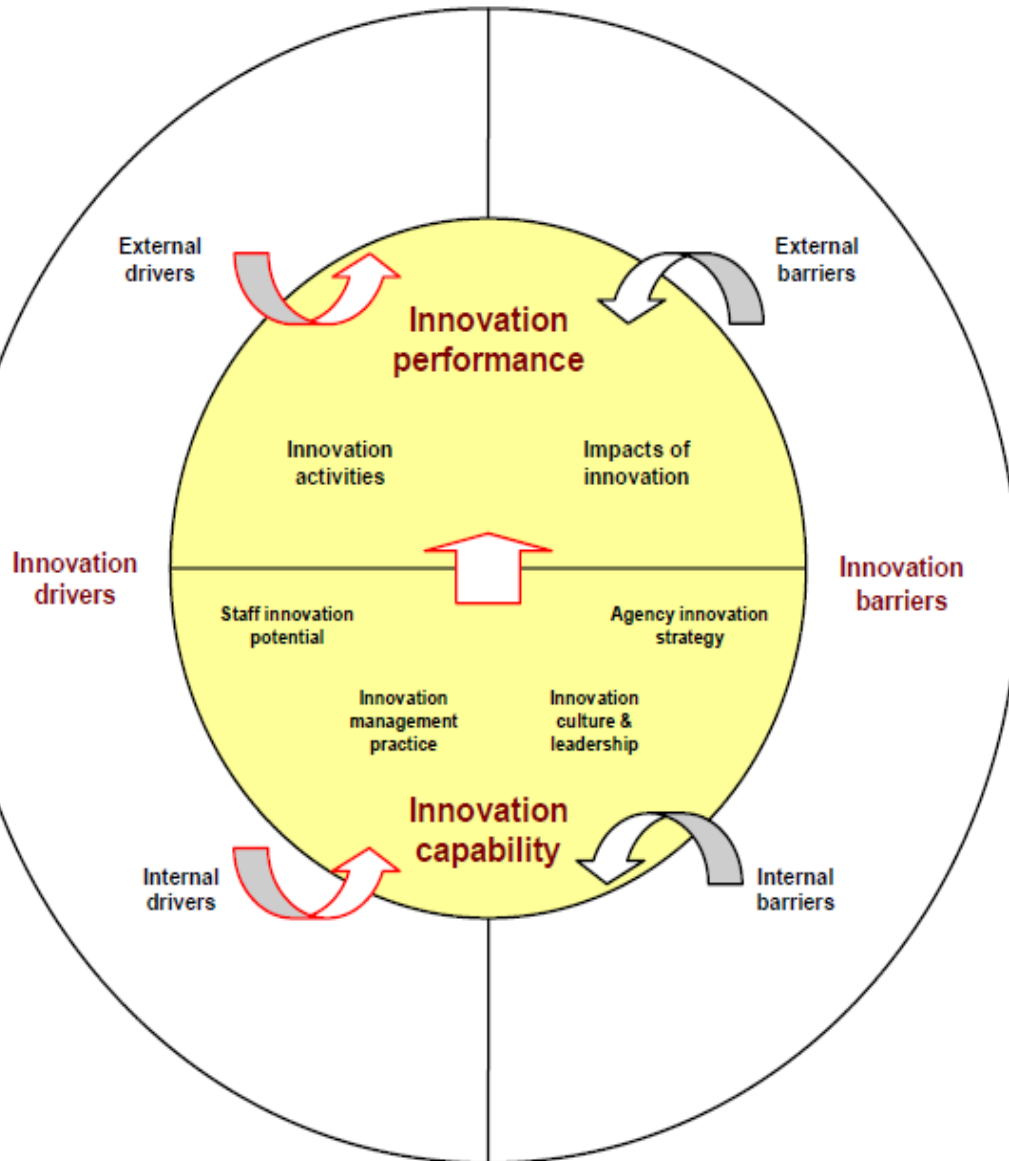 External
drivers
External
barriers
Innovation
performance
Innovation
activities
Impacts of
innovation
Innovation
drivers
Innovation
barriers
Staff innovation
potential
Agency innovation
strategy
Innovation
management
practice
Innovation
culture &
leadership
Innovation
capability
Internal
drivers
Internal
barriers